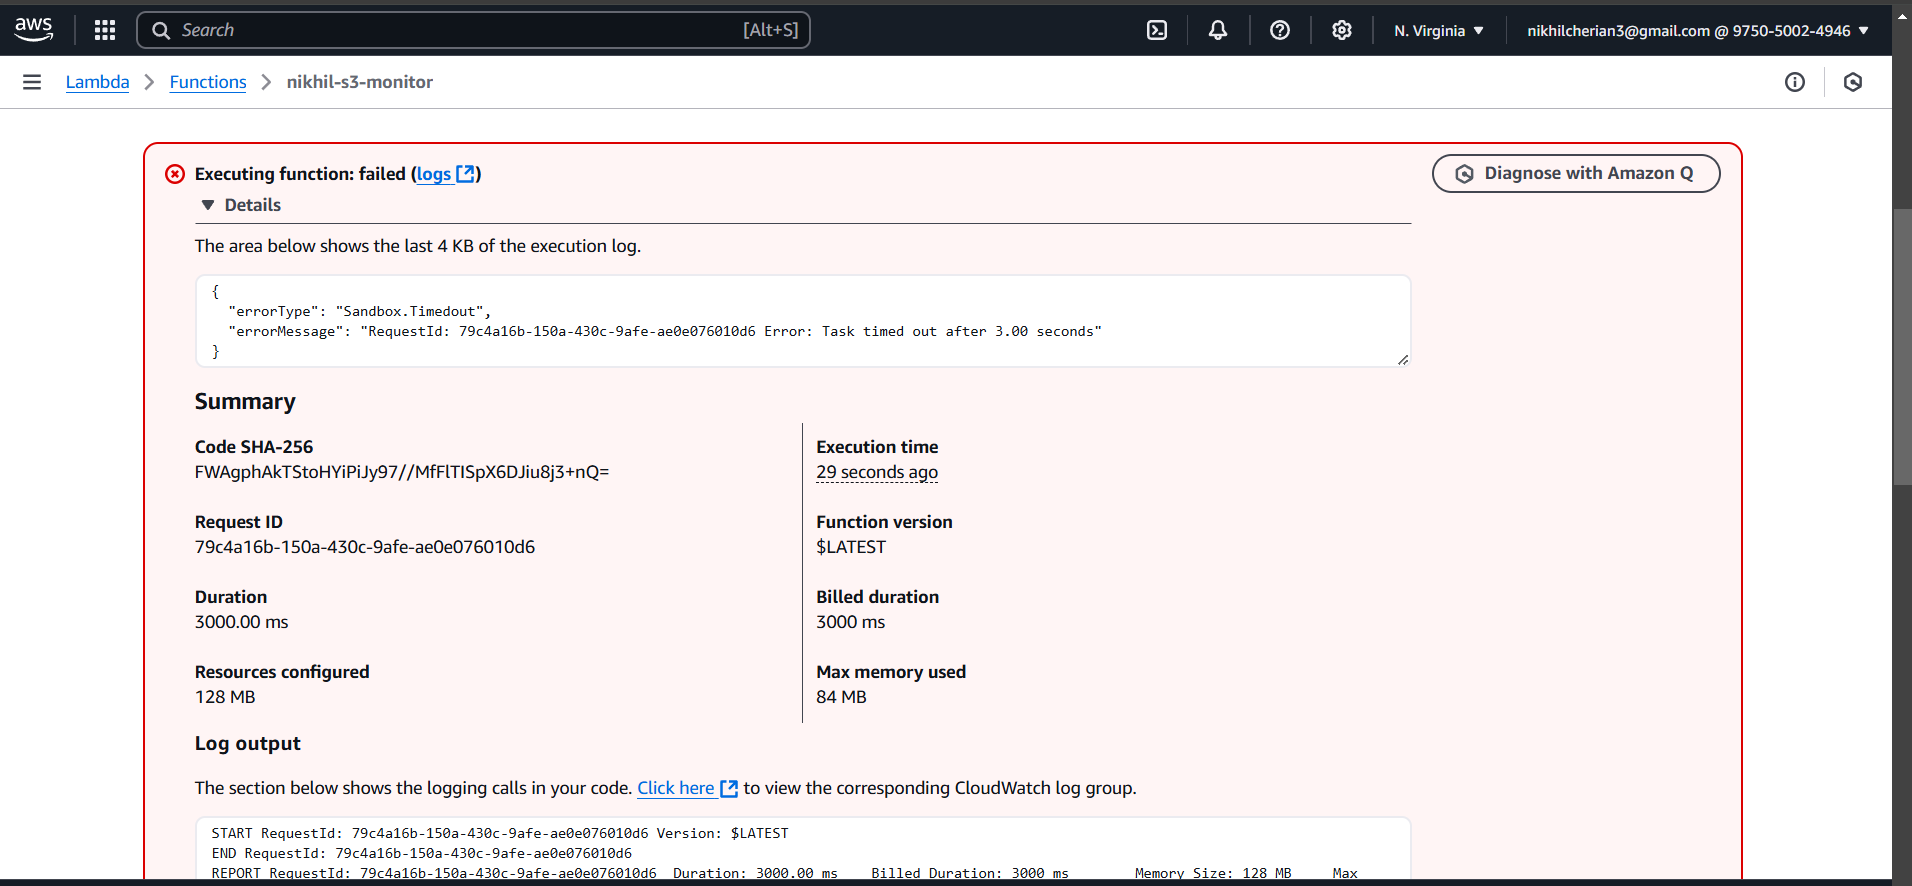 aws
Search [Alt+S]
N. Virginia
nikhilcherian3@gmail.com @ 9750-5002-4946
Lambda
Functions
nikhil-s3-monitor
Executing function: failed (logs)
Diagnose with Amazon Q
Details
The area below shows the last 4 KB of the execution log.
{
"errorType": "Sandbox.Timedout",
"errorMessage": "RequestId: 79c4a16b-150a-430c-9afe-ae0e076010d6 Error: Task timed out after 3.00 seconds"
}
Summary
Code SHA-256
FWAgphAkTStoHYiPiJy97//MfFlTISpX6DJiu8j3+nQ=
Execution time
29 seconds ago
Request ID
79c4a16b-150a-430c-9afe-ae0e076010d6
Function version
$LATEST
Duration
3000.00 ms
Billed duration
3000 ms
Resources configured
128 MB
Max memory used
84 MB
Log output
The section below shows the logging calls in your code. Click here to view the corresponding CloudWatch log group.
START RequestId: 79c4a16b-150a-430c-9afe-ae0e076010d6 Version: $LATEST
END RequestId: 79c4a16b-150a-430c-9afe-ae0e076010d6
REPORT RequestId: 79c4a16b-150a-430c-9afe-ae0e076010d6 Duration: 3000.00 ms Billed Duration: 3000 ms Memory Size: 128 MB Max